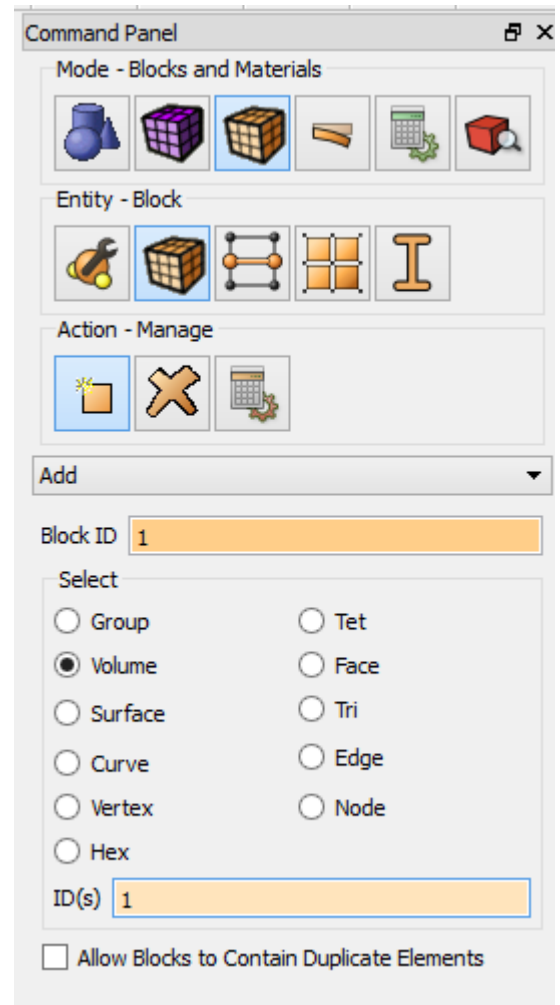 Command Panel
Mode - Blocks and Materials
Entity - Block
Action - Manage
Add
Block ID 1
Select
Group
Tet
Volume
Face
Surface
Tri
Curve
Edge
Vertex
Node
Hex
ID(s) 1
Allow Blocks to Contain Duplicate Elements